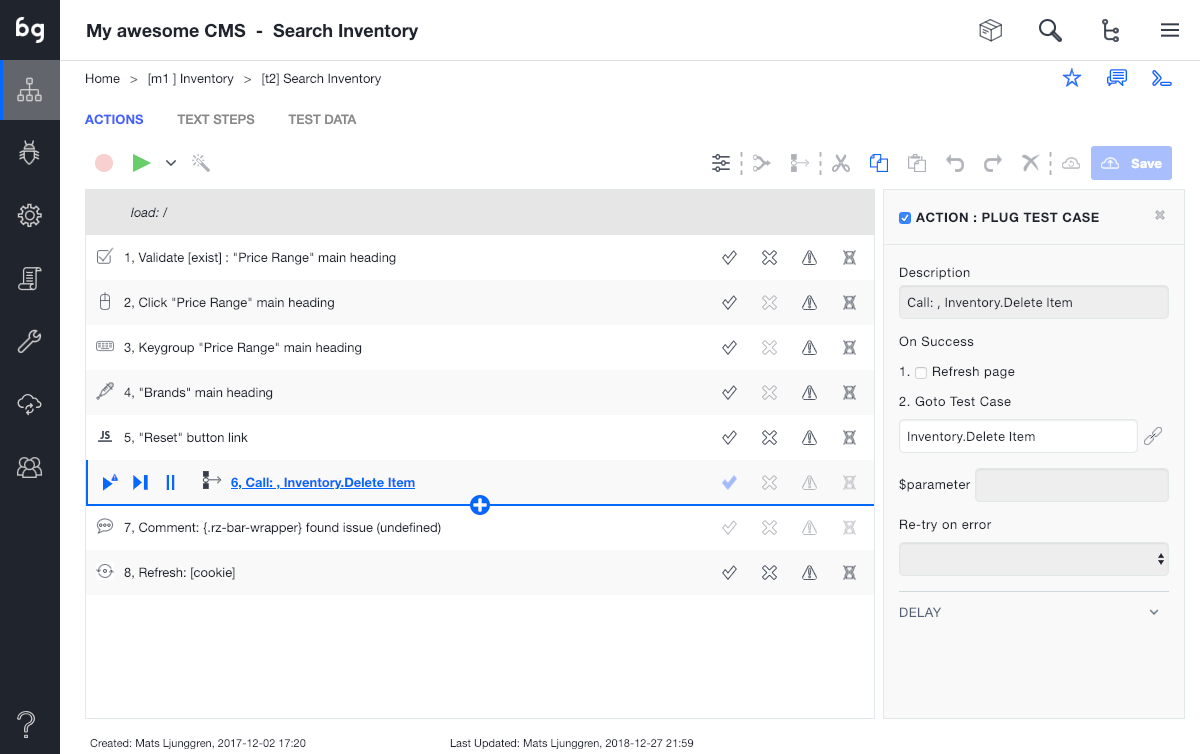 bg
My awesome CMS - Search Inventory
Home > [m1 ] Inventory > [t2] Search Inventory
ACTIONS TEXT STEPS TEST DATA
Save
load: /
1, Validate [exist] : "Price Range" main heading
2, Click "Price Range" main heading
3, Keygroup "Price Range" main heading
4, "Brands" main heading
JS 5, "Reset" button link
6, Call: , Inventory.Delete Item
7, Comment: {.rz-bar-wrapper} found issue (undefined)
8, Refresh: [cookie]
ACTION : PLUG TEST CASE
Description
Call: , Inventory.Delete Item
On Success
1. Refresh page
2. Goto Test Case
Inventory.Delete Item
$parameter
Re-try on error
DELAY
Created: Mats Ljunggren, 2017-12-02 17:20
Last Updated: Mats Ljunggren, 2018-12-27 21:59